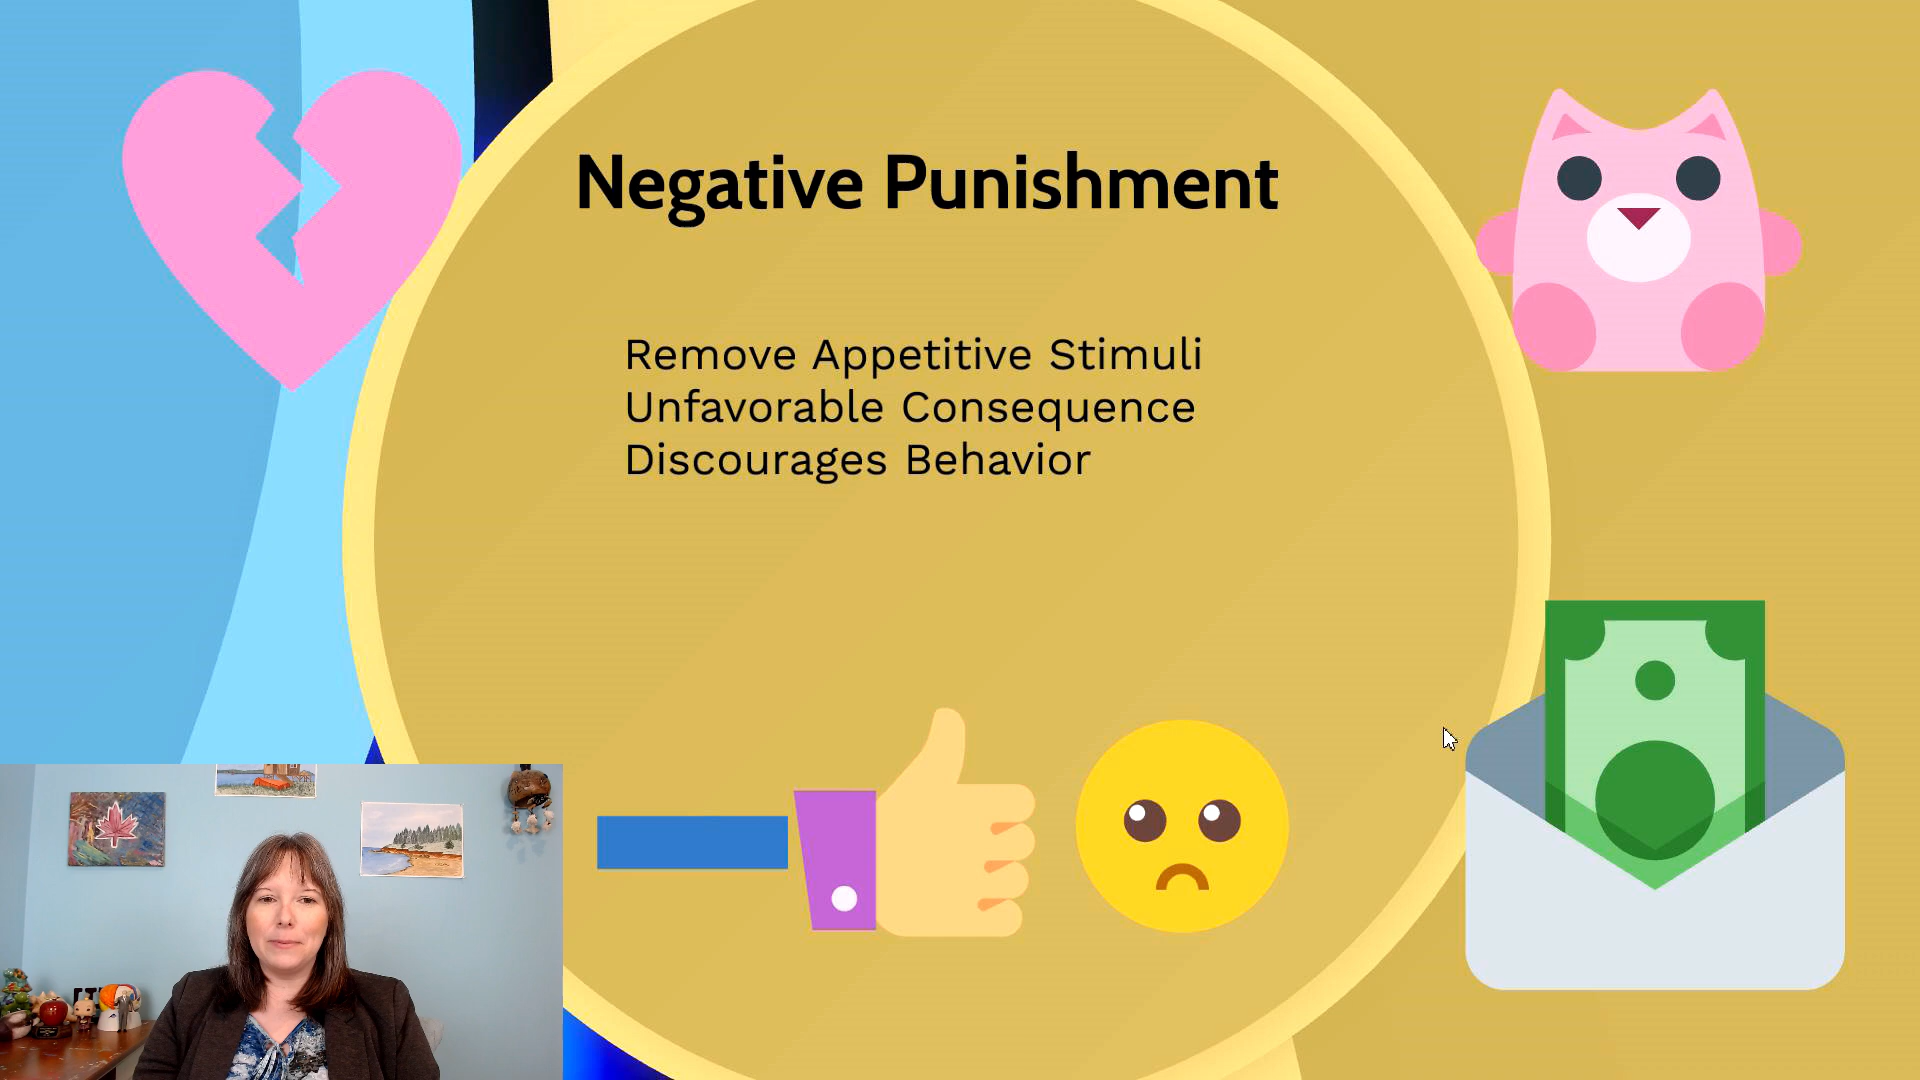 Negative Punishment
Remove Appetitive Stimuli
Unfavorable Consequence
Discourages Behavior